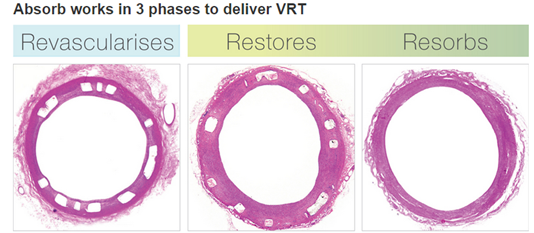 Absorb works in 3 phases to deliver VRT
Revascularises Restores Resorbs